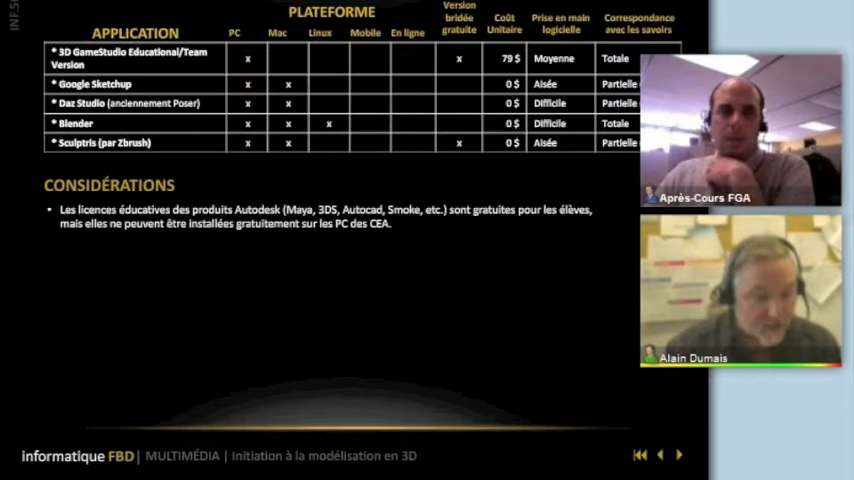 INF.5
PLATEFORME
Version bridée gratuite
Coût Unitaire
Prise en main logicielle
Correspondance avec les savoirs
APPLICATION PC Mac Linux Mobile En ligne
* 3D GameStudio Educational/Team Version x x 79 $ Moyenne Totale
* Google Sketchup x x 0 $ Aisée Partielle
* Daz Studio (anciennement Poser) x x 0 $ Difficile Partielle
* Blender x x x 0 $ Difficile Totale
* Sculptris (par Zbrush) x x x 0 $ Aisée Partielle
CONSIDÉRATIONS
• Les licences éducatives des produits Autodesk (Maya, 3DS, Autocad, Smoke, etc.) sont gratuites pour les élèves,
mais elles ne peuvent être installées gratuitement sur les PC des CEA.
Après-Cours FGA
Alain Dumais
informatique FBD | MULTIMÉDIA | Initiation à la modélisation en 3D